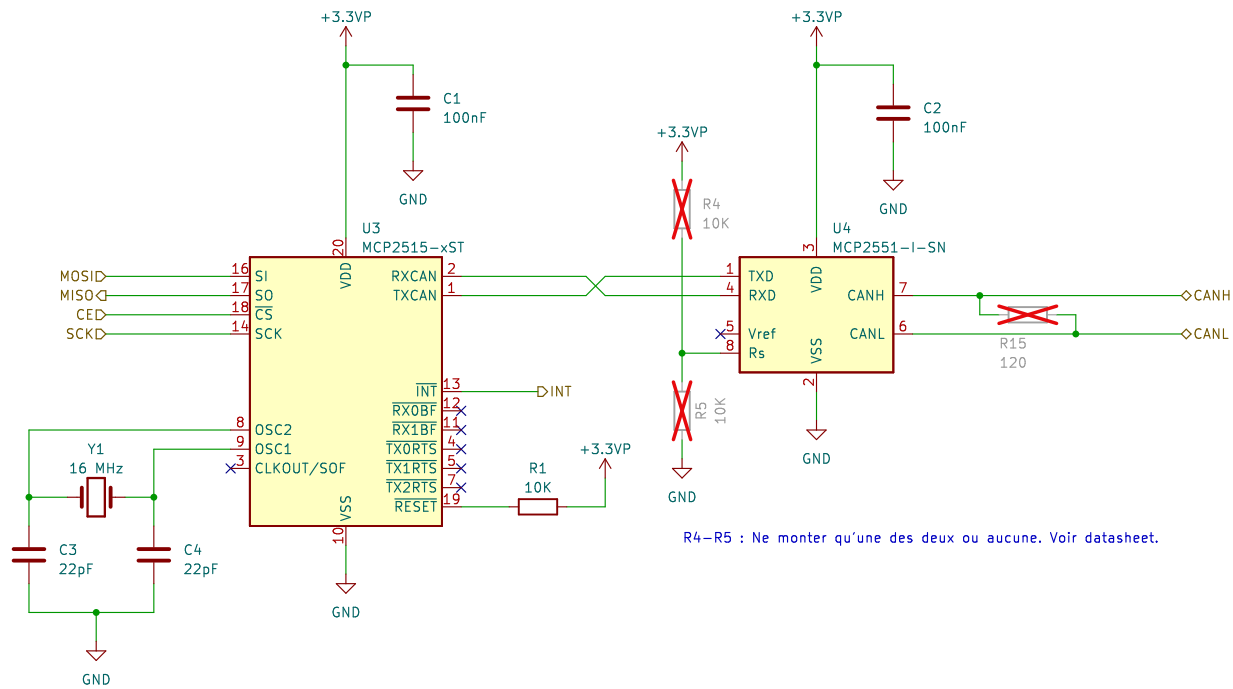 +3.3VP
C1
100nF
GND
+3.3VP
C2
100nF
GND
+3.3VP
R4
10K
R5
10K
GND
U3
MCP2515-xST
20
VDD
MOSI
16
SI
MISO
17
SO
CE
18
CS
SCK
14
SCK
RXCAN
2
TXCAN
1
INT
13
INT
RX0BF
12
RX1BF
11
TX0RTS
4
TX1RTS
5
TX2RTS
7
RESET
19
8
OSC2
9
OSC1
3
CLKOUT/SOF
VSS
10
GND
Y1
16 MHz
C3
22pF
C4
22pF
GND
R1
10K
+3.3VP
U4
MCP2551-I-SN
3
VDD
1
TXD
4
RXD
5
Vref
8
Rs
CANH
7
CANH
CANL
6
CANL
VSS
2
GND
R15
120
R4-R5 : Ne monter qu'une des deux ou aucune. Voir datasheet.